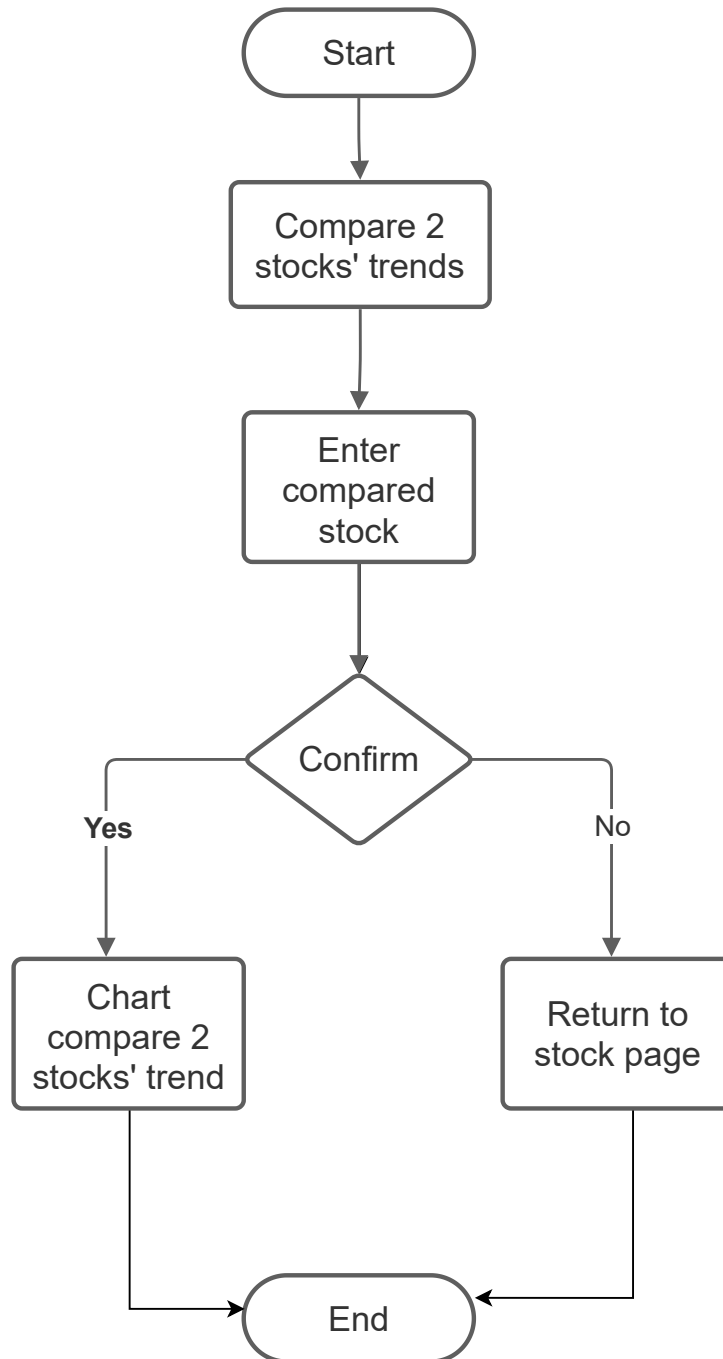 Start
Compare 2
stocks' trends
Enter
compared
stock
Confirm
Yes
No
Chart
compare 2
stocks' trend
Return to
stock page
End